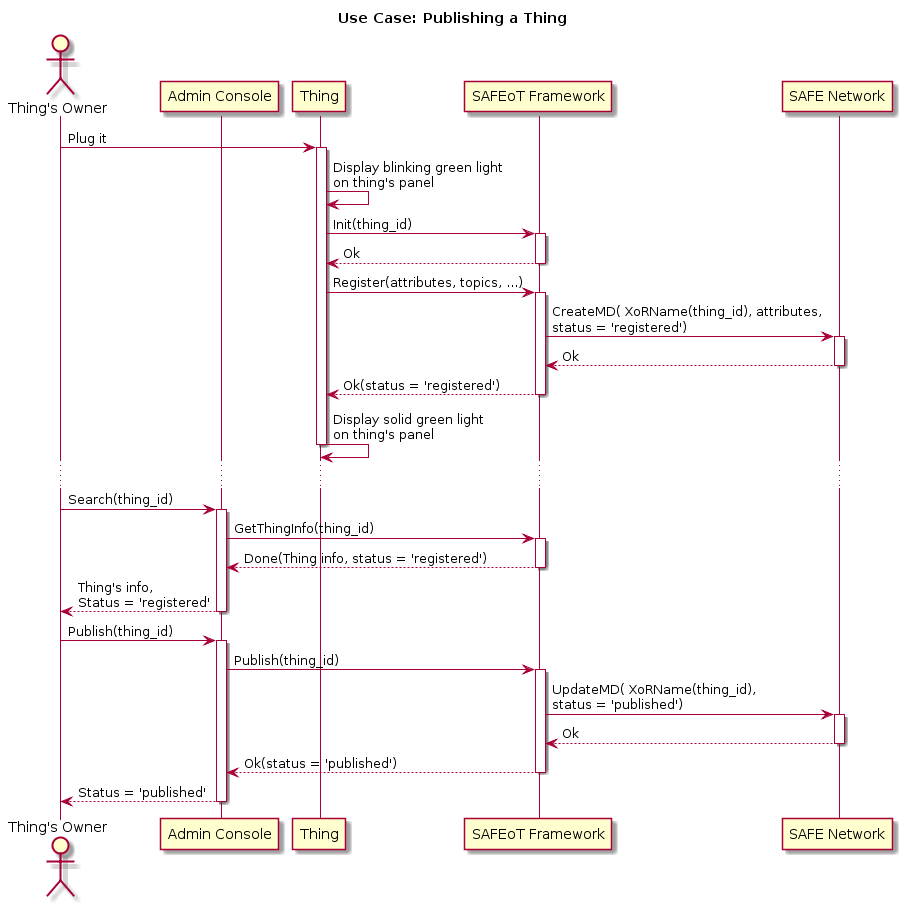 Use Case: Publishing a Thing
Thing's Owner
Admin Console
Thing
SAFEoT Framework
SAFE Network
Plug it
Display blinking green light
on thing's panel
Init(thing_id)
Ok
Register(attributes, topics, ...)
CreateMD( XoRName(thing_id), attributes,
status = 'registered')
Ok
Ok(status = 'registered')
Display solid green light
on thing's panel
Search(thing_id)
GetThingInfo(thing_id)
Done(Thing info, status = 'registered')
Thing's info,
Status = 'registered'
Publish(thing_id)
Publish(thing_id)
UpdateMD( XoRName(thing_id),
status = 'published')
Ok
Ok(status = 'published')
Status = 'published'
Thing's Owner
Admin Console
Thing
SAFEoT Framework
SAFE Network